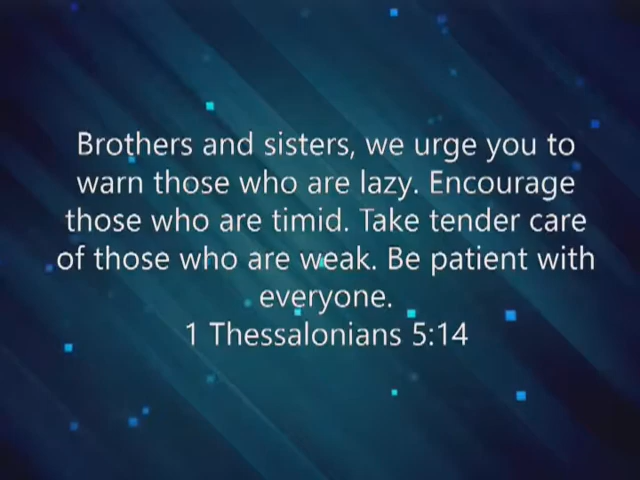 Brothers and sisters, we urge you to
warn those who are lazy. Encourage
those who are timid. Take tender care
of those who are weak. Be patient with
everyone.
1 Thessalonians 5:14